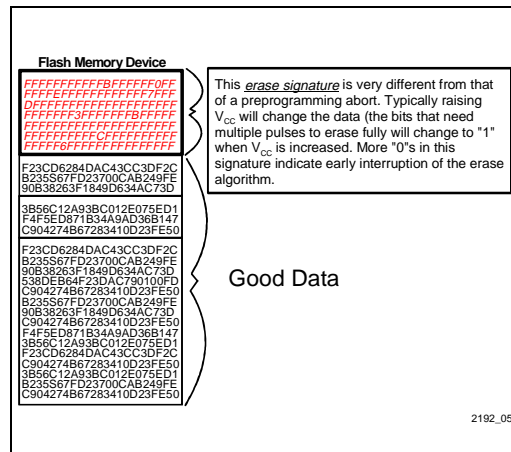 Flash Memory Device
FFFFFFFFFFFBFFFFFF0FF
FFFFEFFFFFFFFFFFF7FFF
DFFFFFFFFFFFFFFFFFFFF
FFFFFFF3FFFFFFFBFFFFF
FFFFFFFFFFFFFFFFFFFFF
FFFFFFFFFFCFFFFFFFFFF
FFFFF6FFFFFFFFFFFFFFF
F23CD6284DAC43CC3DF2C
B235S67FD23700CAB249FE
90B38263F1849D634AC73D
3B56C12A93BC012E075ED1
F4F5ED871B34A9AD36B147
C904274B67283410D23FE50
F23CD6284DAC43CC3DF2C
B235S67FD23700CAB249FE
90B38263F1849D634AC73D
538DEB64F23DAC790100FD
C904274B67283410D23FE50
B235S67FD23700CAB249FE
90B38263F1849D634AC73D
C904274B67283410D23FE50
F4F5ED871B34A9AD36B147
3B56C12A93BC012E075ED1
F23CD6284DAC43CC3DF2C
C904274B67283410D23FE50
3B56C12A93BC012E075ED1
B235S67FD23700CAB249FE
C904274B67283410D23FE50
This erase signature is very different from that
of a preprogramming abort. Typically raising
VCC will change the data (the bits that need
multiple pulses to erase fully will change to "1"
when VCC is increased. More "0"s in this
signature indicate early interruption of the erase
algorithm.
Good Data
2192_05